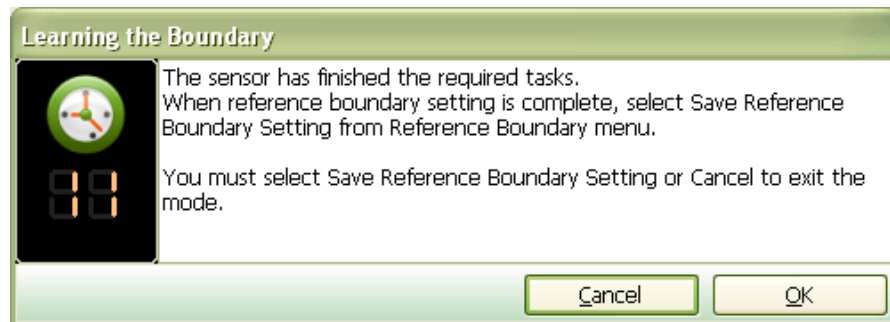 Learning the Boundary
The sensor has finished the required tasks.
When reference boundary setting is complete, select Save Reference
Boundary Setting from Reference Boundary menu.
You must select Save Reference Boundary Setting or Cancel to exit the
mode.
11
Cancel
OK